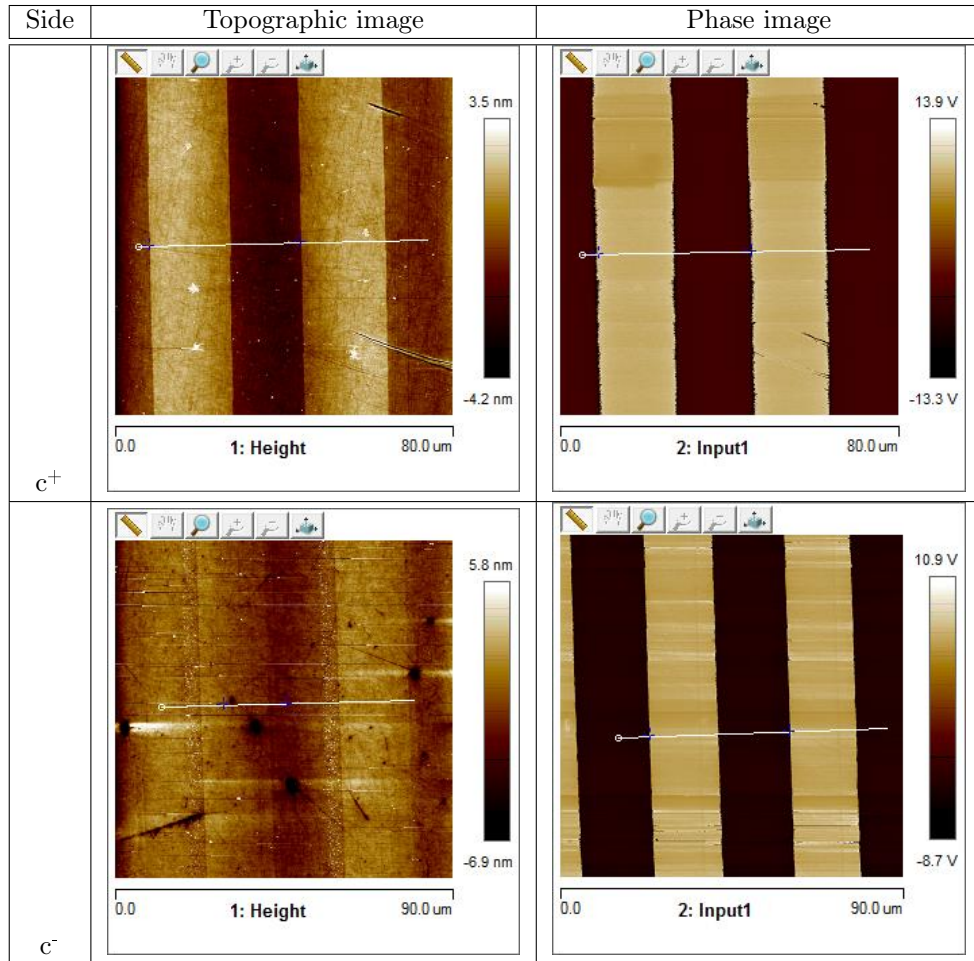 Side Topographic image Phase image
3.5 nm
13.9 V
-4.2 nm
-13.3 V
0.0 1: Height 80.0 um
0.0 2: Input1 80.0 um
c+
5.8 nm
10.9 V
-6.9 nm
-8.7 V
0.0 1: Height 90.0 um
0.0 2: Input1 90.0 um
c-